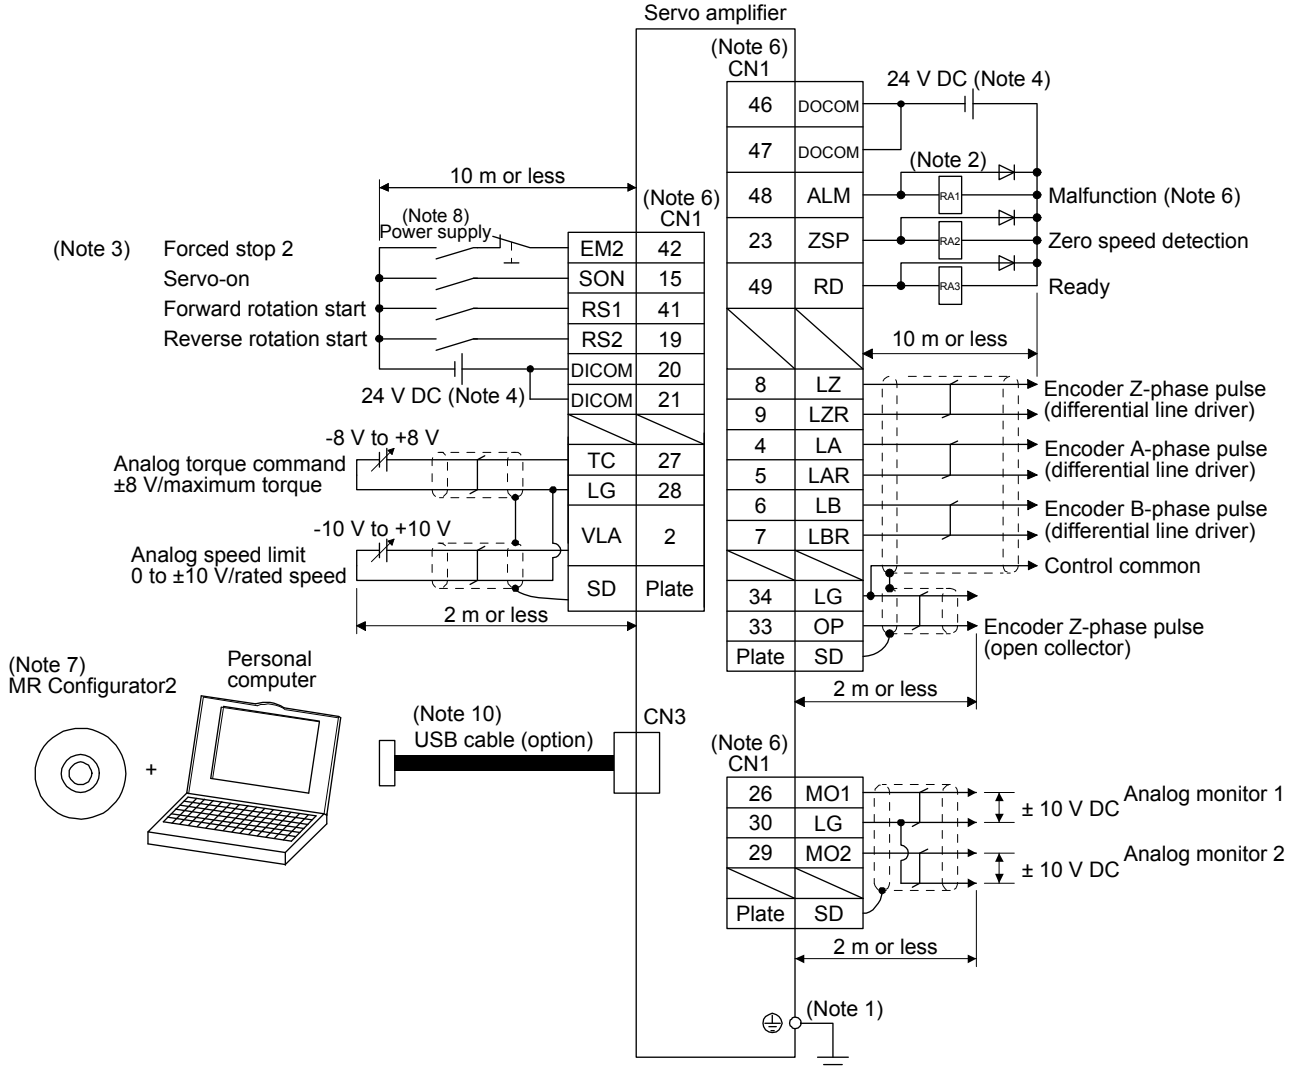 Servo amplifier
(Note 6)
CN1
24 V DC (Note 4)
46 DOCOM
47 DOCOM
(Note 2)
48 ALM RA1 Malfunction (Note 6)
23 ZSP RA2 Zero speed detection
49 RD RA3 Ready
10 m or less
8 LZ
9 LZR
Encoder Z-phase pulse
(differential line driver)
4 LA
5 LAR
Encoder A-phase pulse
(differential line driver)
6 LB
7 LBR
Encoder B-phase pulse
(differential line driver)
Control common
34 LG
33 OP
Encoder Z-phase pulse
(open collector)
Plate SD
2 m or less
10 m or less
(Note 6)
CN1
(Note 8)
Power supply
(Note 3) Forced stop 2 EM2 42
Servo-on SON 15
Forward rotation start RS1 41
Reverse rotation start RS2 19
DICOM 20
24 V DC (Note 4) DICOM 21
-8 V to +8 V
Analog torque command
±8 V/maximum torque
TC 27
LG 28
-10 V to +10 V
Analog speed limit
0 to ±10 V/rated speed
VLA 2
SD Plate
2 m or less
(Note 7)
MR Configurator2
+
Personal
computer
(Note 10)
USB cable (option)
CN3
(Note 6)
CN1
26 MO1
30 LG
29 MO2
Plate SD
± 10 V DC Analog monitor 1
± 10 V DC Analog monitor 2
2 m or less
(Note 1)